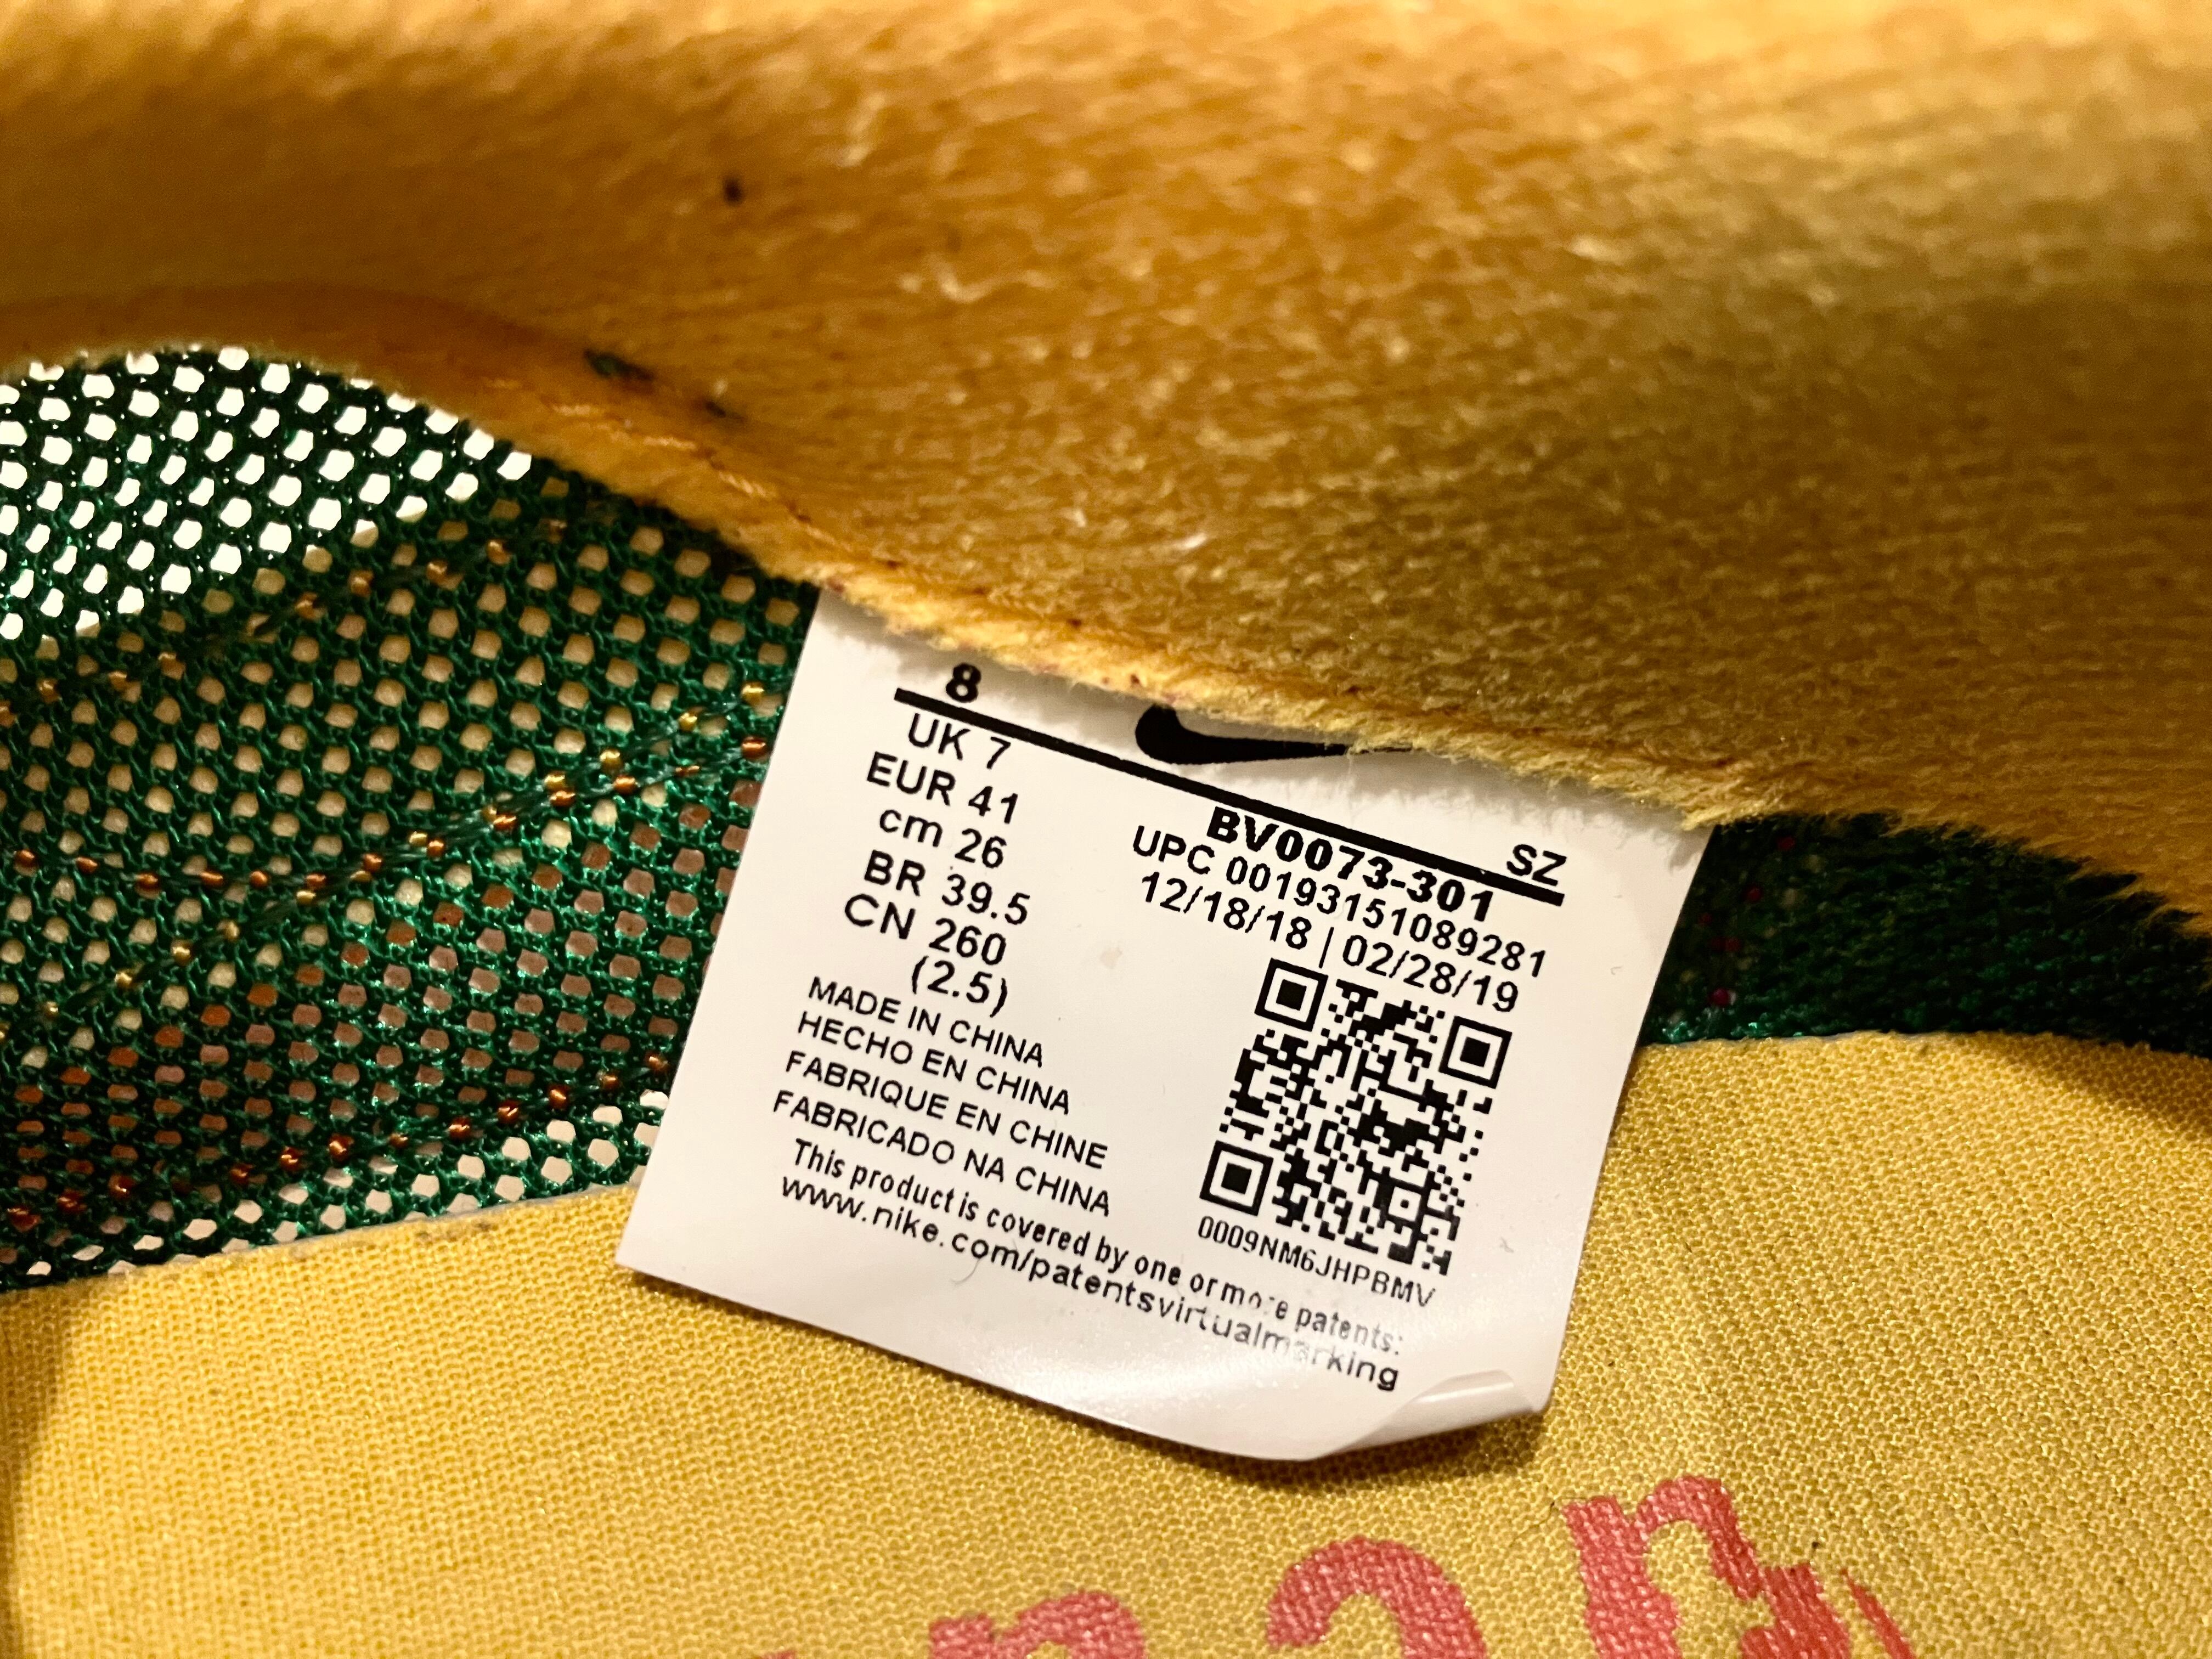 8
UK 7
EUR 41
cm 26
BR 39.5
CN 260
(2.5)
SZ
BV0073-301
UPC 00193151089281
12/18/18 | 02/28/19
MADE IN CHINA
HECHO EN CHINA
FABRIQUE EN CHINE
FABRICADO NA CHINA
0009NM6JHPBMV
This product is covered by one or more patents:
www.nike.com/patentsvirtualmarking